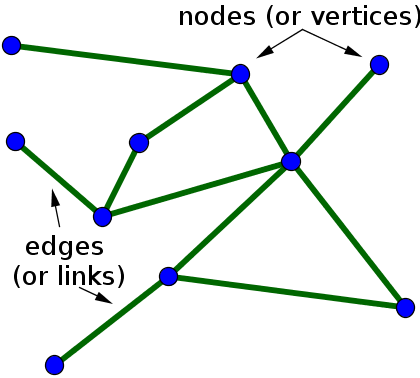 nodes (or vertices)
edges
(or links)